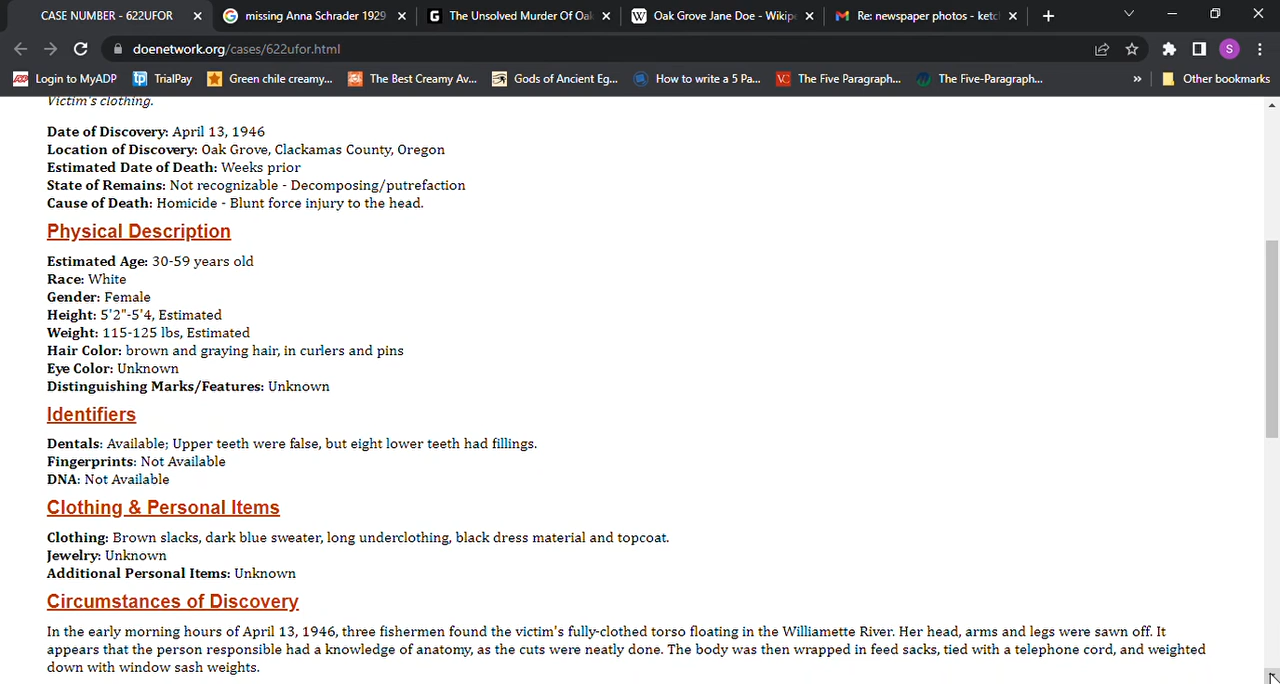 CASE NUMBER - 622UFOR
missing Anna Schrader 1929
The Unsolved Murder Of Oa
Oak Grove Jane Doe - Wikip
Re: newspaper photos - ketc
doenetwork.org/cases/622ufor.html
S
Login to MyADP
TrialPay
Green chile creamy...
The Best Creamy Av...
Gods of Ancient Eg...
How to write a 5 Pa...
The Five Paragraph...
The Five-Paragraph...
Other bookmarks
Victim's clothing.
Date of Discovery: April 13, 1946
Location of Discovery: Oak Grove, Clackamas County, Oregon
Estimated Date of Death: Weeks prior
State of Remains: Not recognizable - Decomposing/putrefaction
Cause of Death: Homicide - Blunt force injury to the head.
Physical Description
Estimated Age: 30-59 years old
Race: White
Gender: Female
Height: 5'2"-5'4, Estimated
Weight: 115-125 lbs, Estimated
Hair Color: brown and graying hair, in curlers and pins
Eye Color: Unknown
Distinguishing Marks/Features: Unknown
Identifiers
Dentals: Available; Upper teeth were false, but eight lower teeth had fillings.
Fingerprints: Not Available
DNA: Not Available
Clothing & Personal Items
Clothing: Brown slacks, dark blue sweater, long underclothing, black dress material and topcoat.
Jewelry: Unknown
Additional Personal Items: Unknown
Circumstances of Discovery
In the early morning hours of April 13, 1946, three fishermen found the victim's fully-clothed torso floating in the Williamette River. Her head, arms and legs were sawn off. It
appears that the person responsible had a knowledge of anatomy, as the cuts were neatly done. The body was then wrapped in feed sacks, tied with a telephone cord, and weighted
down with window sash weights.